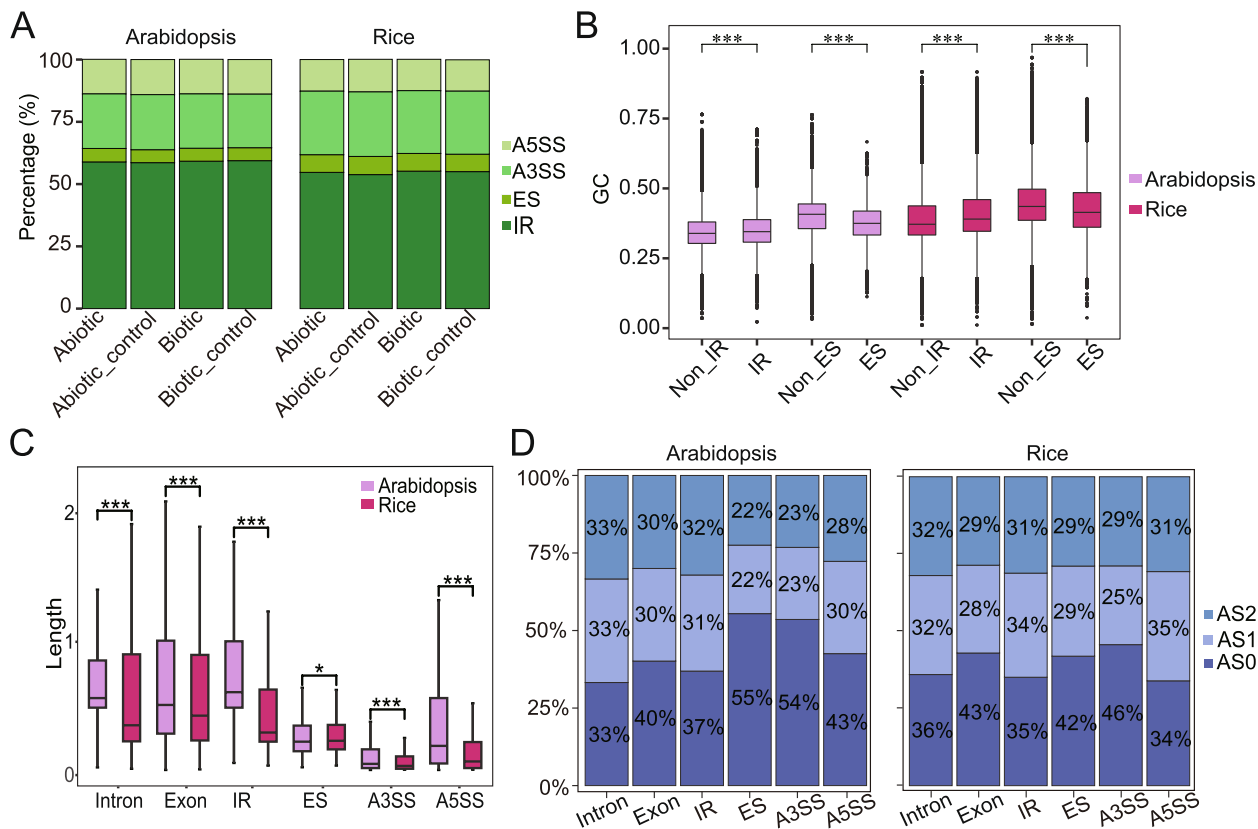 A
Arabidopsis
Rice
Percentage (%)
100
75
50
25
0
A5SS
A3SS
ES
IR
Abiotic
Abiotic_control
Biotic
Biotic_control
Abiotic
Abiotic_control
Biotic
Biotic_control
B
GC
1.00
0.75
0.50
0.25
0.00
*** *** *** ***
Arabidopsis
Rice
Non_IR
IR
Non_ES
ES
Non_IR
IR
Non_ES
ES
C
Length
2
1
0
*** *** *** * *** ***
Arabidopsis
Rice
Intron Exon IR ES A3SS A5SS
D
Arabidopsis
Rice
100%
75%
50%
25%
0%
33% 30% 32% 22% 23% 28%
33% 30% 31% 22% 23% 30%
33% 40% 37% 55% 54% 43%
Intron Exon IR ES A3SS A5SS
32% 29% 31% 29% 29% 31%
32% 28% 34% 29% 25% 35%
36% 43% 35% 42% 46% 34%
Intron Exon IR ES A3SS A5SS
AS2
AS1
AS0